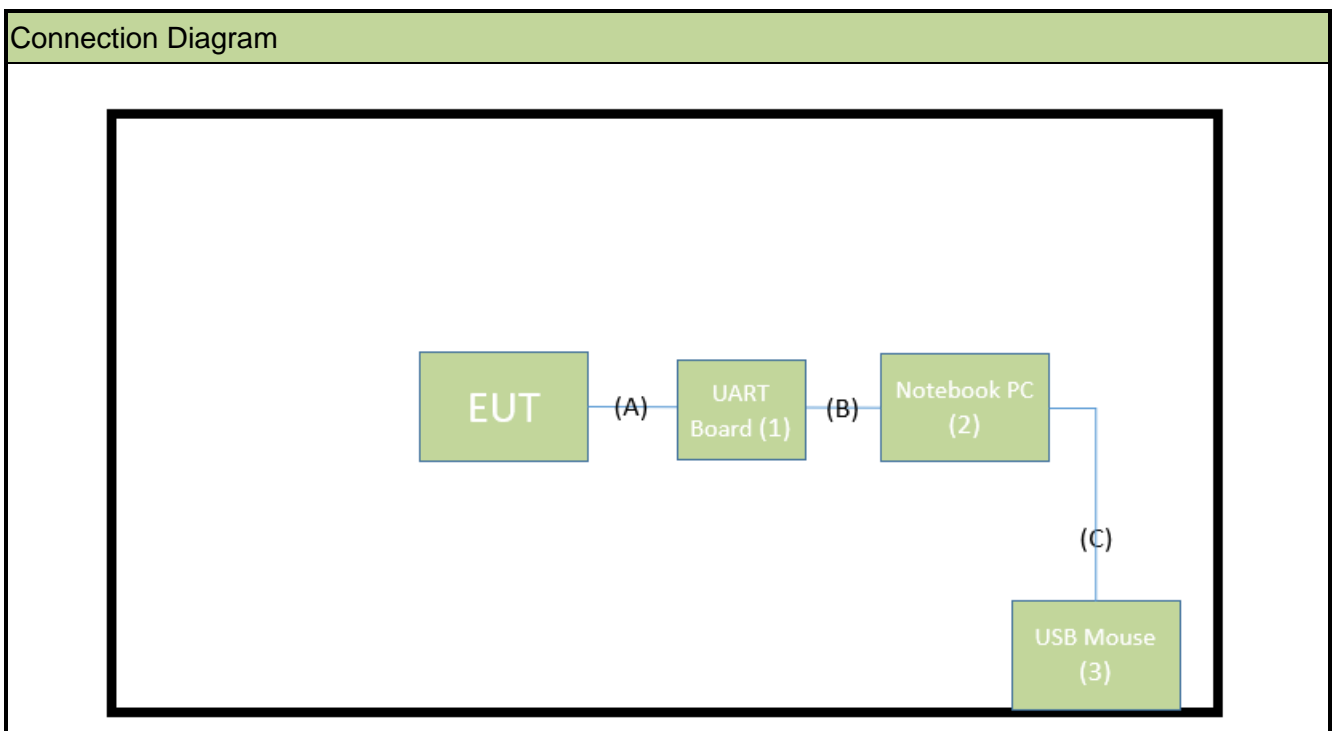 Connection Diagram
EUT
(A)
UART
Board (1)
(B)
Notebook PC
(2)
(C)
USB Mouse
(3)